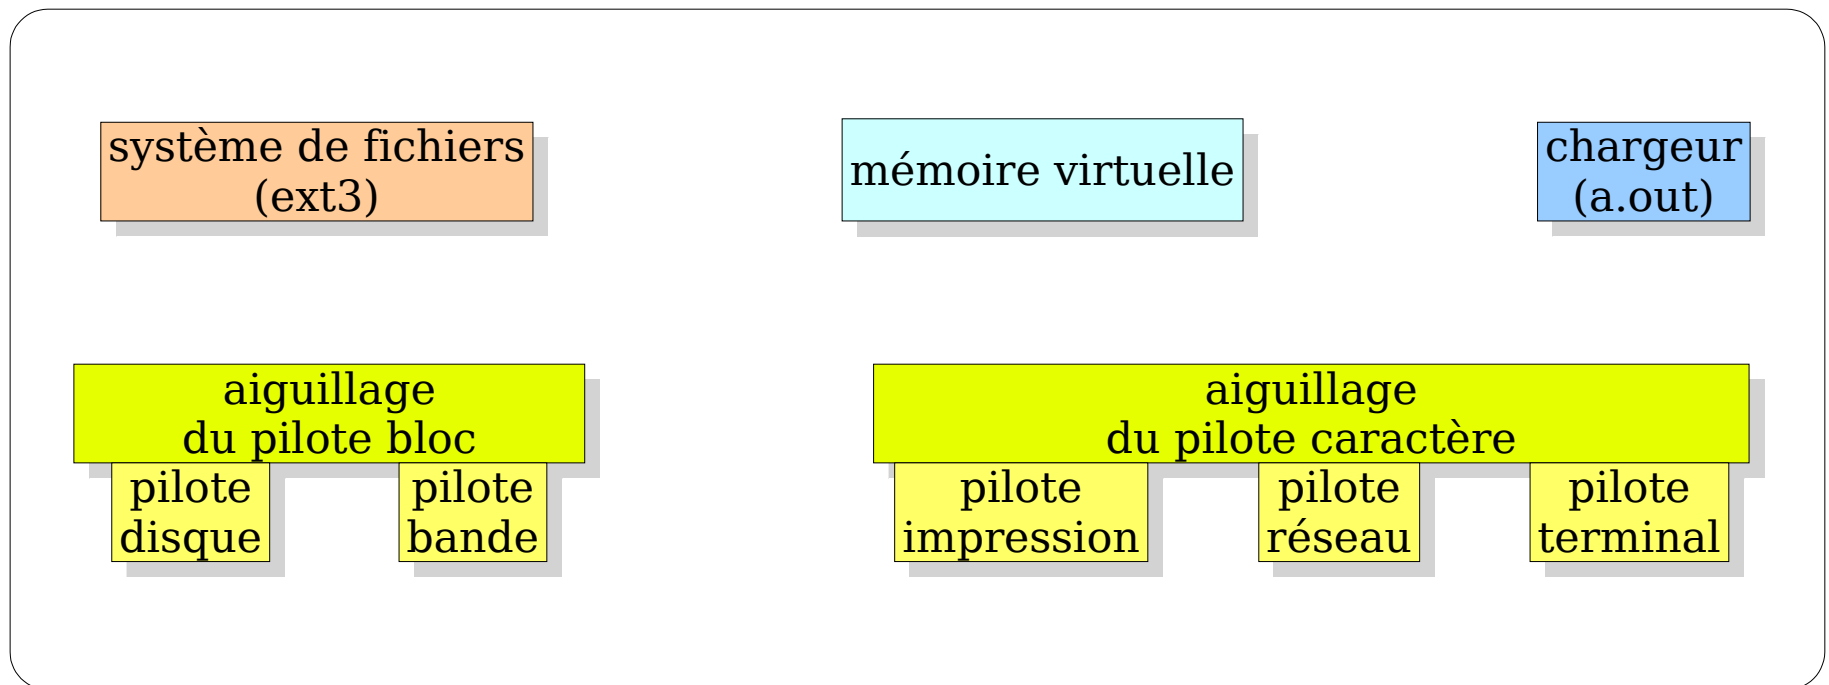 système de fichiers
(ext3)
mémoire virtuelle
chargeur
(a.out)
aiguillage
du pilote bloc
aiguillage
du pilote caractère
pilote
disque
pilote
bande
pilote
impression
pilote
réseau
pilote
terminal